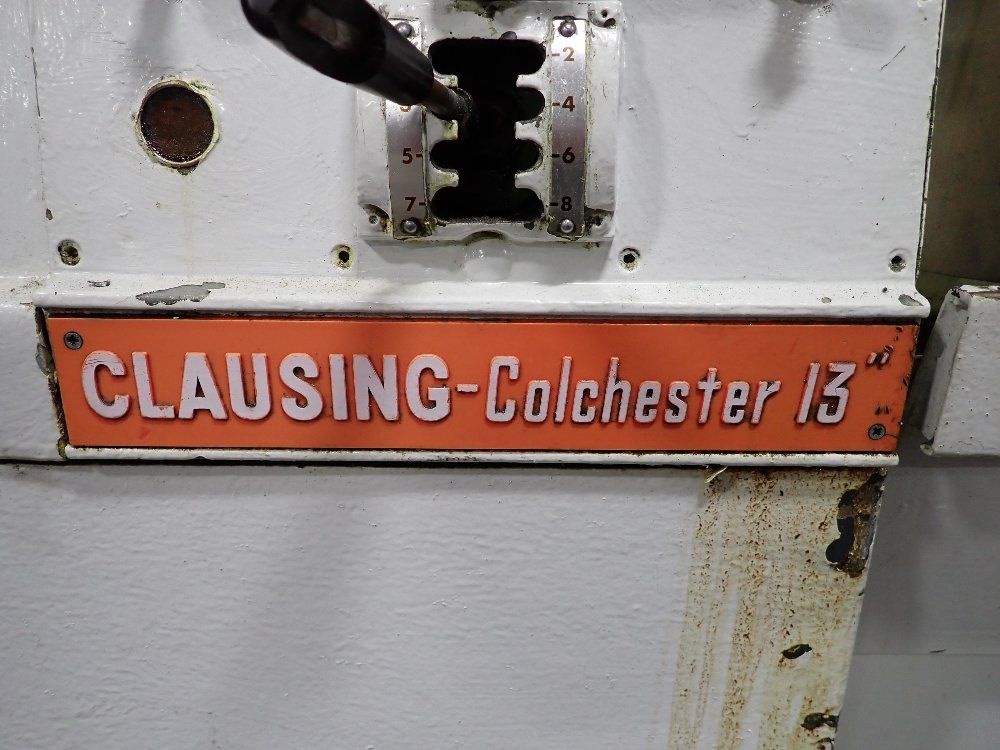 -2
-4
5- -6
7- -8
CLAUSING-Colchester 13"